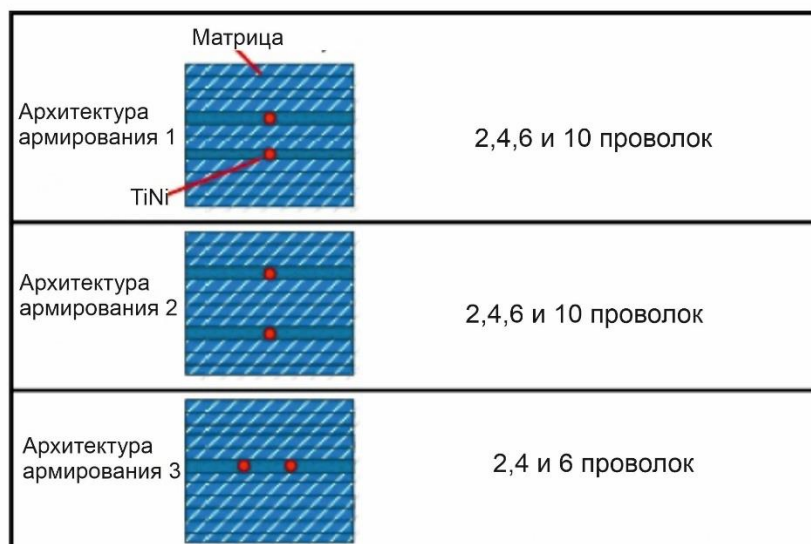 Матрица
Архитектура
армирования 1
2,4,6 и 10 проволок
TiNi
Архитектура
армирования 2
2,4,6 и 10 проволок
Архитектура
армирования 3
2,4 и 6 проволок